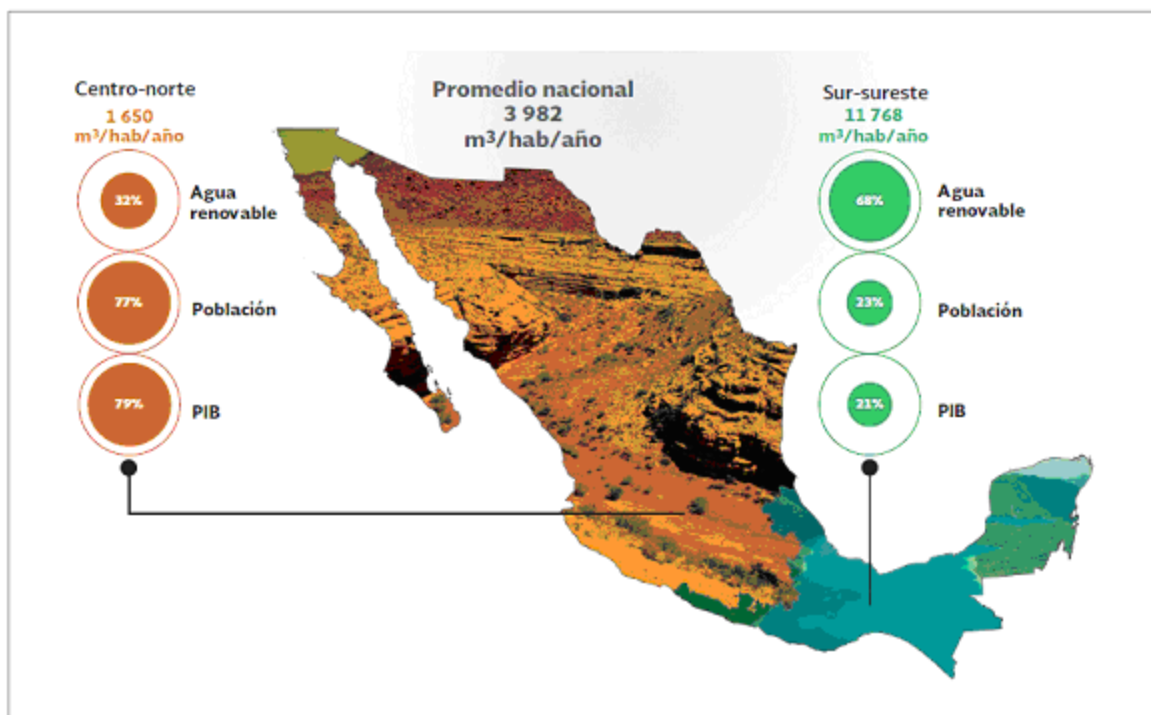 Centro-norte
1 650
m³/hab/año
32%
Agua
renovable
77%
Población
79%
PIB
Promedio nacional
3 982
m³/hab/año
Sur-sureste
11 768
m³/hab/año
68%
Agua
renovable
23%
Población
21%
PIB